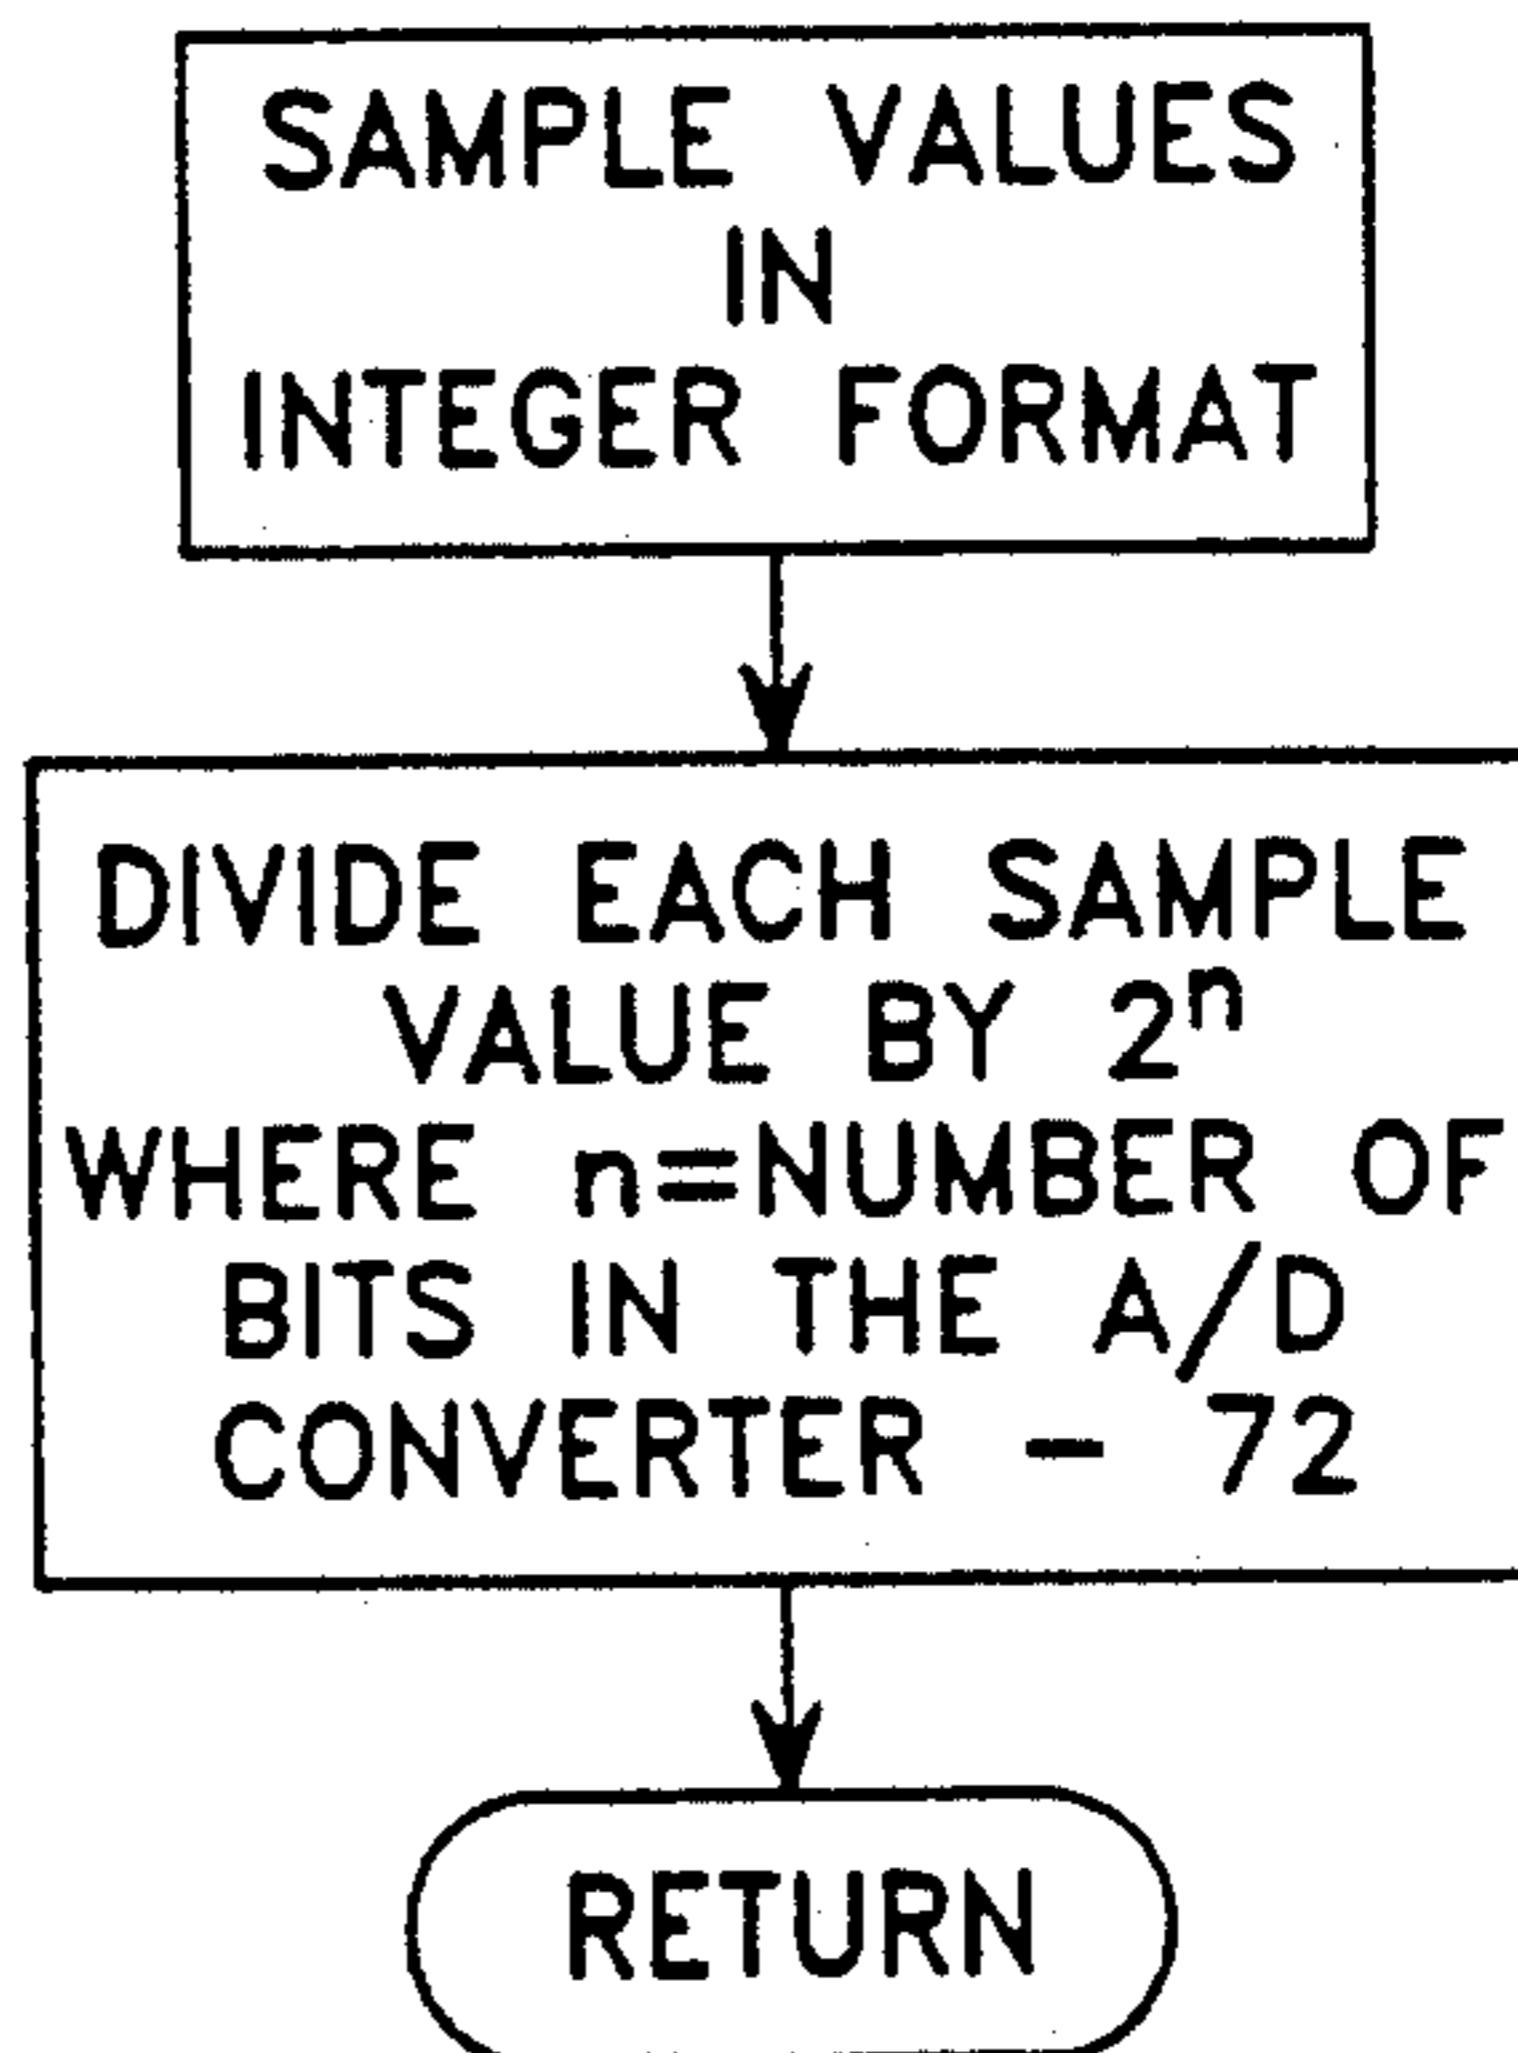 SAMPLE VALUES
IN
INTEGER FORMAT
DIVIDE EACH SAMPLE
VALUE BY 2ⁿ
WHERE n=NUMBER OF
BITS IN THE A/D
CONVERTER – 72
RETURN